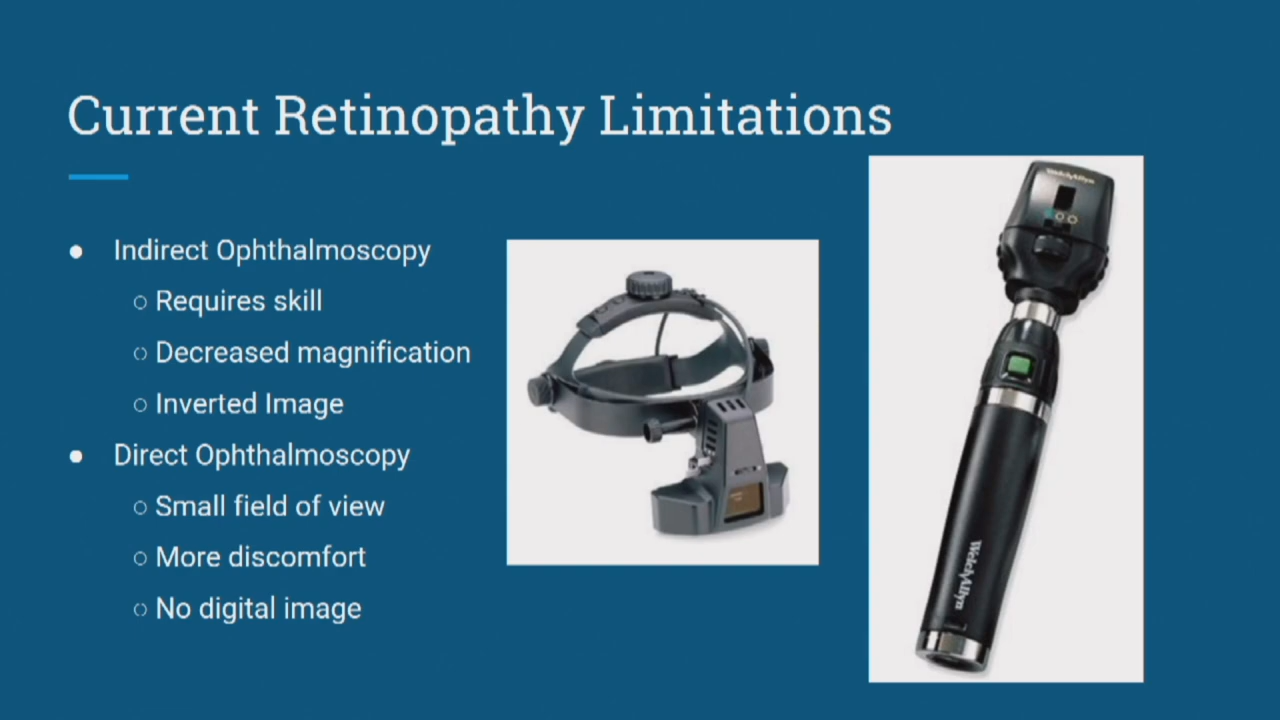 Current Retinopathy Limitations
Indirect Ophthalmoscopy
Requires skill
Decreased magnification
Inverted Image
Direct Ophthalmoscopy
Small field of view
More discomfort
No digital image
WelchAllyn
WelchAllyn